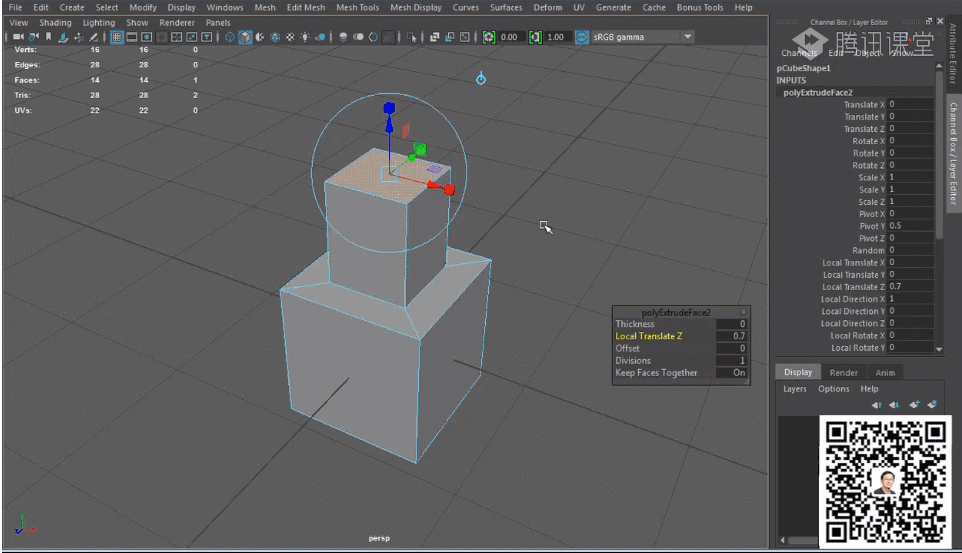 File Edit Create Select Modify Display Windows Mesh Edit Mesh Mesh Tools Mesh Display Curves Surfaces Deform UV Generate Cache Bonus Tools Help
View Shading Lighting Show Renderer Panels
0.00 1.00 sRGB gamma
Verts: 16 16 0
Edges: 28 28 0
Faces: 14 14 1
Tris: 28 28 2
UVs: 22 22 0
polyExtrudeFace2
Thickness 0
Local Translate Z 0.7
Offset 0
Divisions 1
Keep Faces Together On
persp
Channel Box / Layer Editor
腾讯课堂
Channels Edit Object Show
pCubeShape1
INPUTS
polyExtrudeFace2
Translate X 0
Translate Y 0
Translate Z 0
Rotate X 0
Rotate Y 0
Rotate Z 0
Scale X 1
Scale Y 1
Scale Z 1
Pivot X 0
Pivot Y 0.5
Pivot Z 0
Random 0
Local Translate X 0
Local Translate Y 0
Local Translate Z 0.7
Local Direction X 1
Local Direction Y 0
Local Direction Z 0
Local Rotate X 0
Local Rotate Y 0
Display Render Anim
Layers Options Help
Attribute Editor
Channel Box / Layer Editor